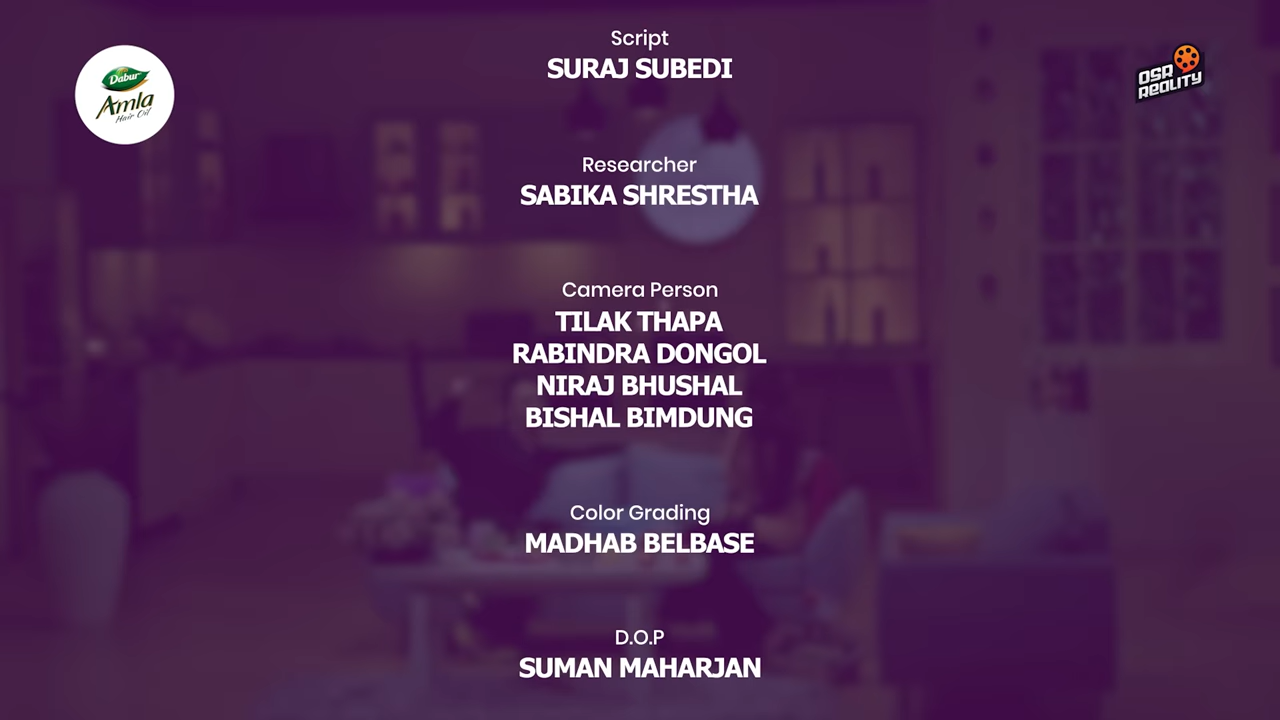 Script
SURAJ SUBEDI
Dabur
Amla
Hair Oil
OSR
REALITY
Researcher
SABIKA SHRESTHA
Camera Person
TILAK THAPA
RABINDRA DONGOL
NIRAJ BHUSHAL
BISHAL BIMDUNG
Color Grading
MADHAB BELBASE
D.O.P
SUMAN MAHARJAN